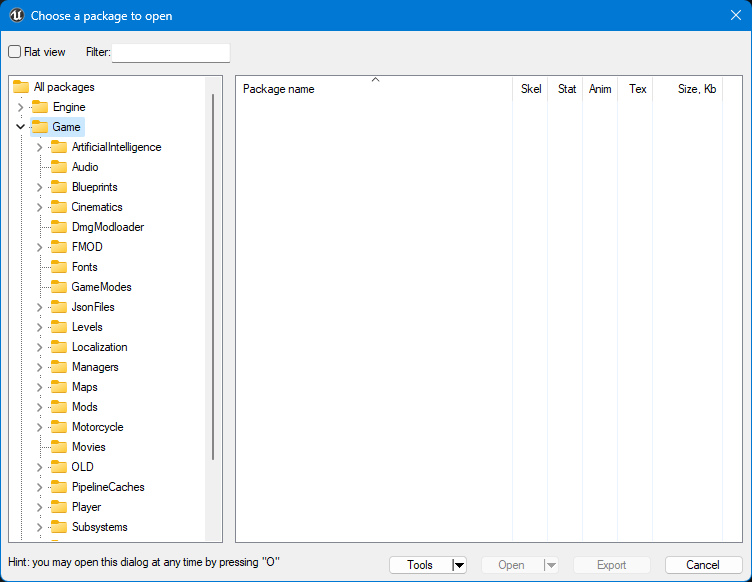 Choose a package to open
Flat view Filter:
All packages
Engine
Game
ArtificialIntelligence
Audio
Blueprints
Cinematics
DmgModloader
FMOD
Fonts
GameModes
JsonFiles
Levels
Localization
Managers
Maps
Mods
Motorcycle
Movies
OLD
PipelineCaches
Player
Subsystems
Package name Skel Stat Anim Tex Size, Kb
Hint: you may open this dialog at any time by pressing "O"
Tools Open Export Cancel